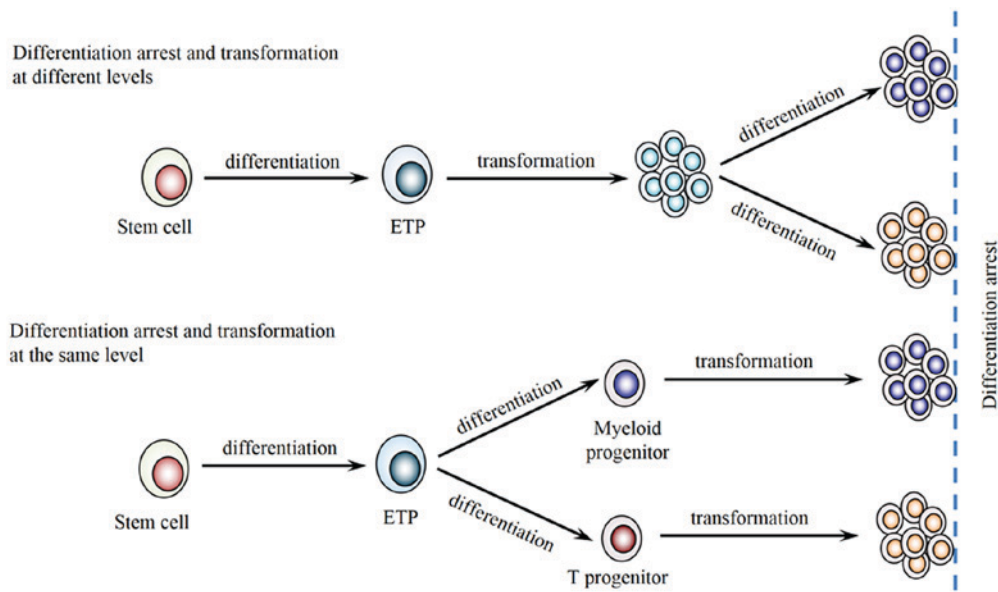 Differentiation arrest and transformation
at different levels
differentiation
transformation
differentiation
differentiation
Stem cell
ETP
Differentiation arrest and transformation
at the same level
differentiation
differentiation
differentiation
Myeloid
progenitor
transformation
Stem cell
ETP
T progenitor
transformation
Differentiation arrest